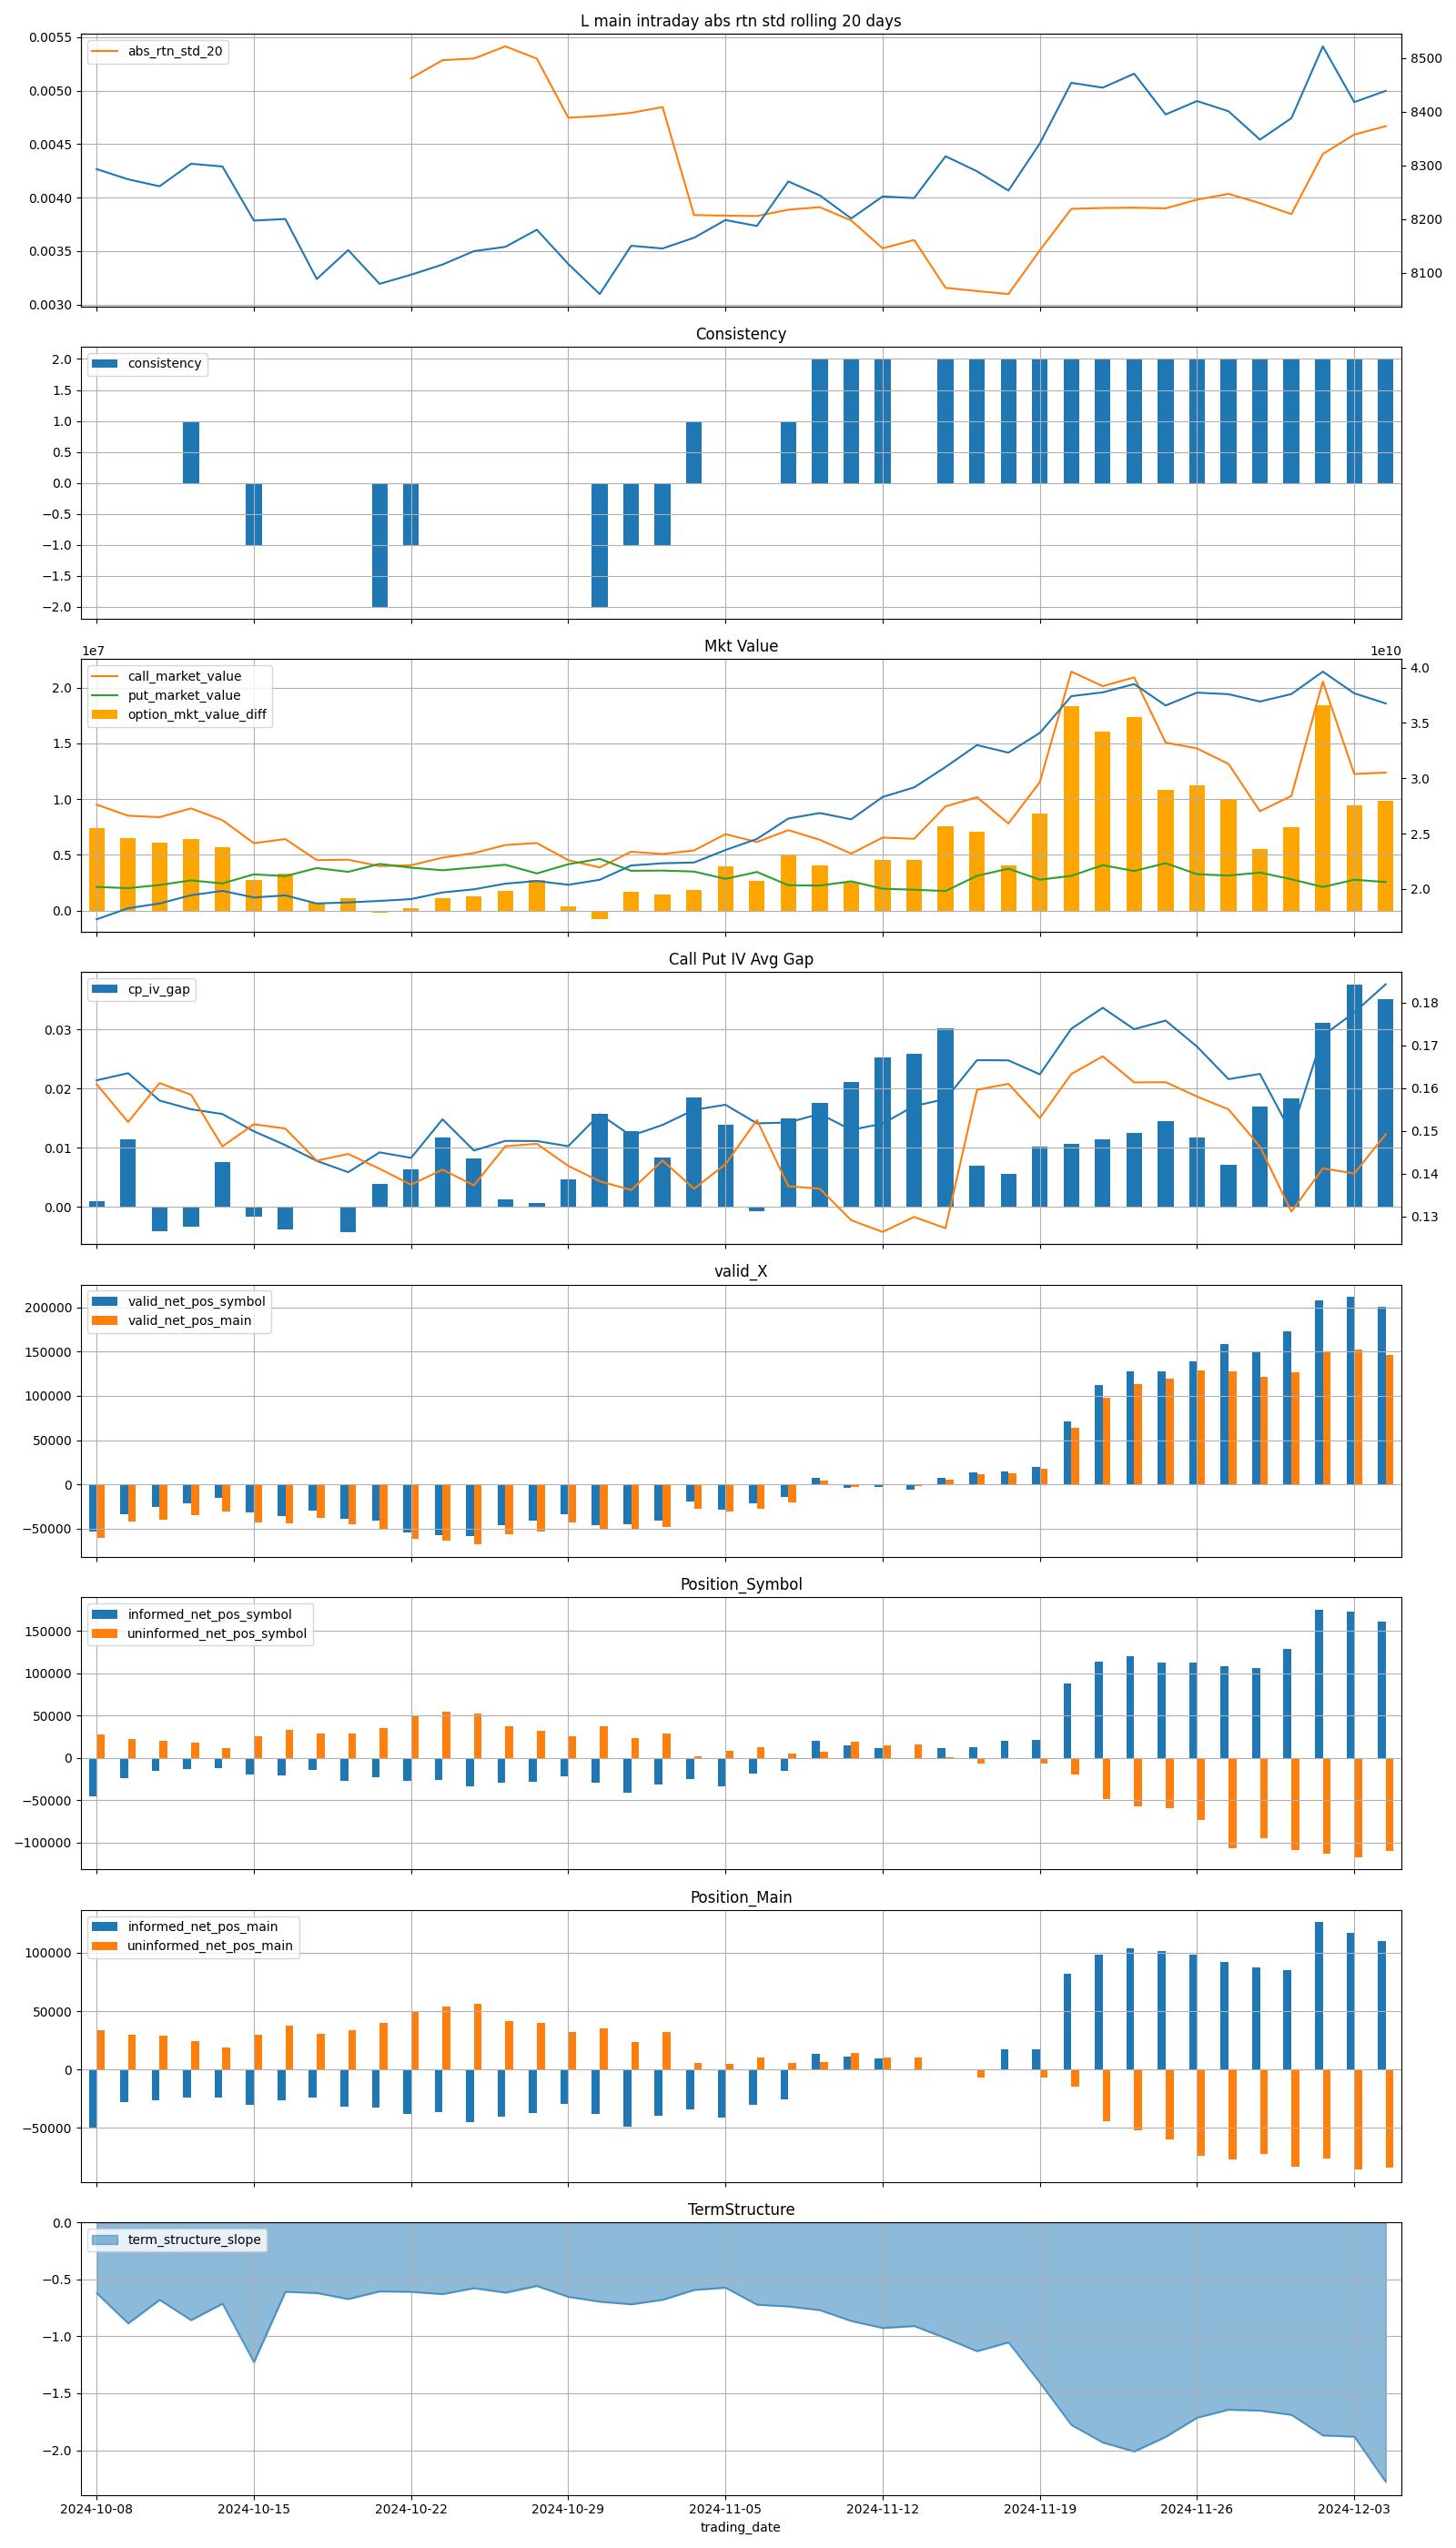 L main intraday abs rtn std rolling 20 days
abs_rtn_std_20
0.0055
0.0050
0.0045
0.0040
0.0035
0.0030
8500
8400
8300
8200
8100
Consistency
consistency
2.0
1.5
1.0
0.5
0.0
−0.5
−1.0
−1.5
−2.0
Mkt Value
1e7
1e10
call_market_value
put_market_value
option_mkt_value_diff
2.0
1.5
1.0
0.5
0.0
4.0
3.5
3.0
2.5
2.0
Call Put IV Avg Gap
cp_iv_gap
0.03
0.02
0.01
0.00
0.18
0.17
0.16
0.15
0.14
0.13
valid_X
valid_net_pos_symbol
valid_net_pos_main
200000
150000
100000
50000
0
−50000
Position_Symbol
informed_net_pos_symbol
uninformed_net_pos_symbol
150000
100000
50000
0
−50000
−100000
Position_Main
informed_net_pos_main
uninformed_net_pos_main
100000
50000
0
−50000
TermStructure
term_structure_slope
0.0
−0.5
−1.0
−1.5
−2.0
2024-10-08 2024-10-15 2024-10-22 2024-10-29 2024-11-05 2024-11-12 2024-11-19 2024-11-26 2024-12-03
trading_date